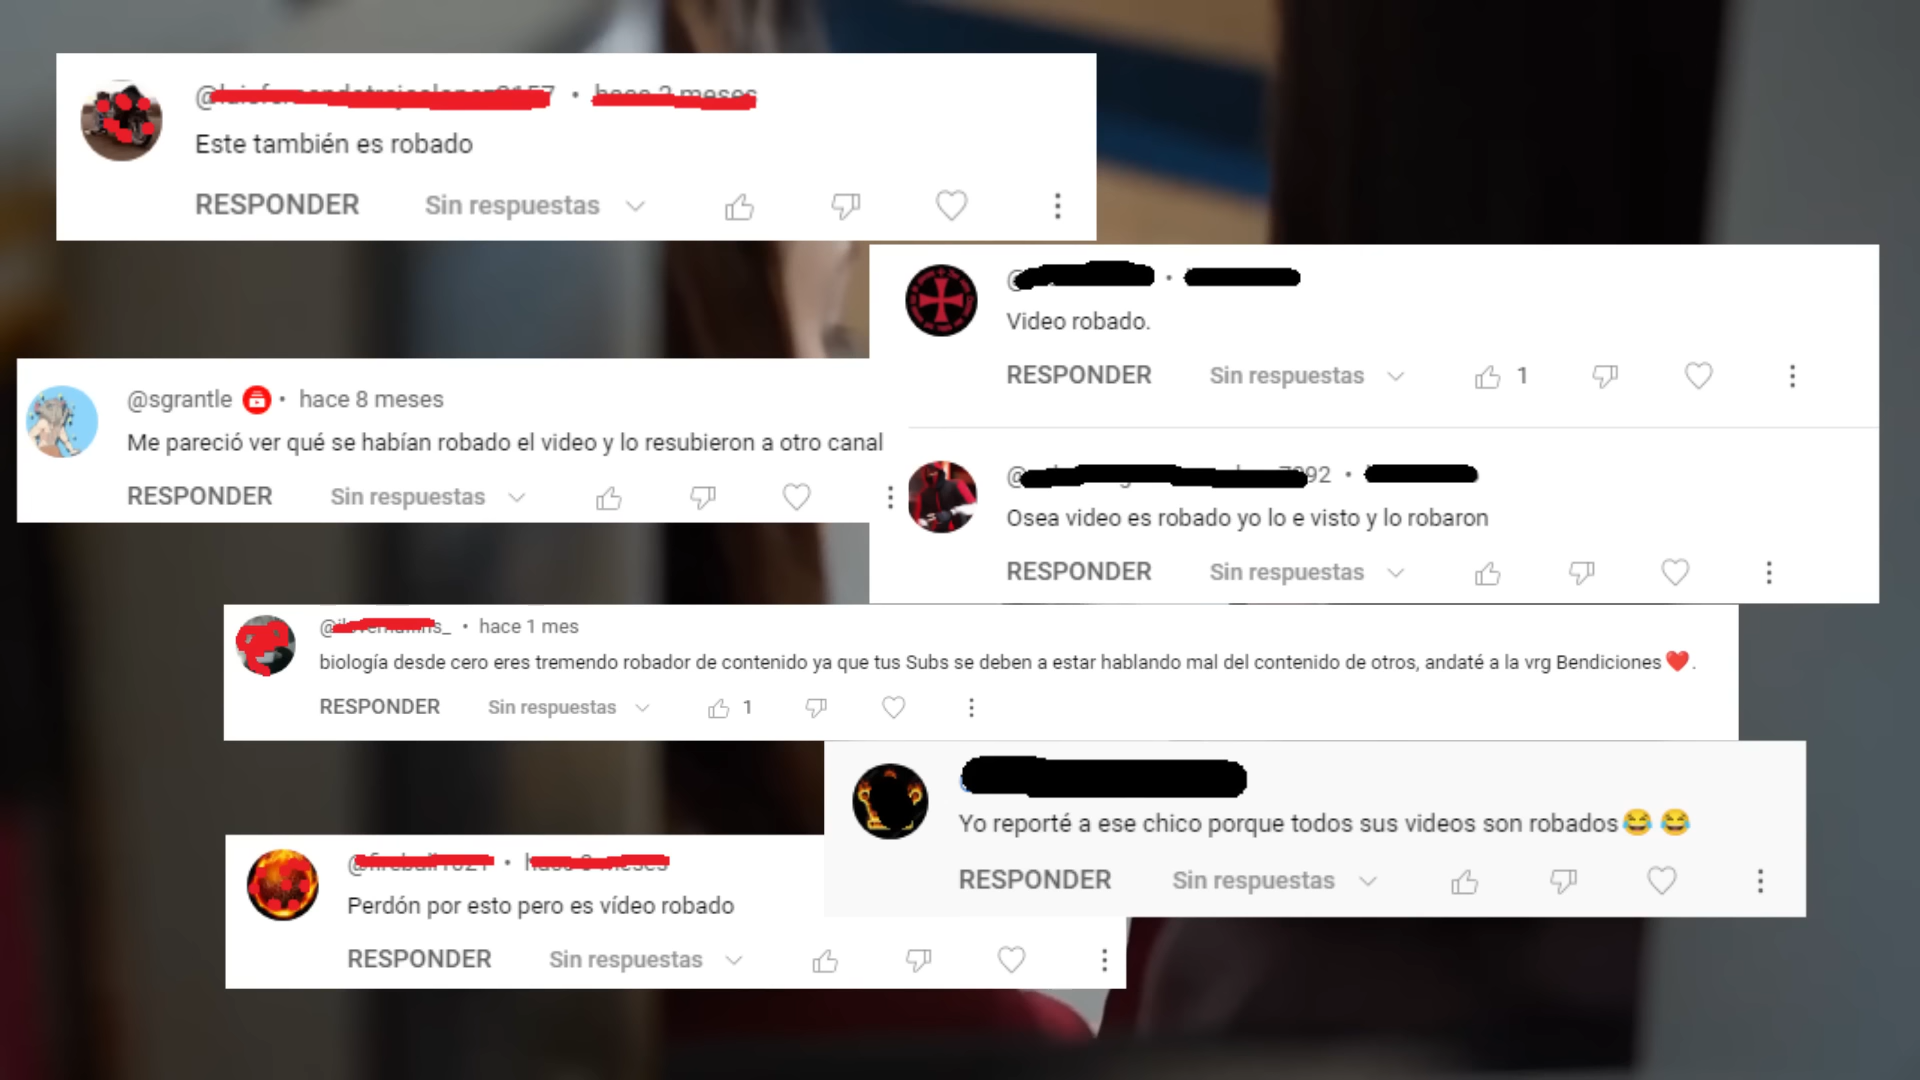 Este también es robado
RESPONDER Sin respuestas
Video robado.
RESPONDER Sin respuestas 1
@sgrantle • hace 8 meses
Me pareció ver qué se habían robado el video y lo resubieron a otro canal
RESPONDER Sin respuestas
92 •
Osea video es robado yo lo e visto y lo robaron
RESPONDER Sin respuestas
• hace 1 mes
biología desde cero eres tremendo robador de contenido ya que tus Subs se deben a estar hablando mal del contenido de otros, andaté a la vrg Bendiciones❤️.
RESPONDER Sin respuestas 1
Yo reporté a ese chico porque todos sus videos son robados😂 😂
RESPONDER Sin respuestas
Perdón por esto pero es vídeo robado
RESPONDER Sin respuestas